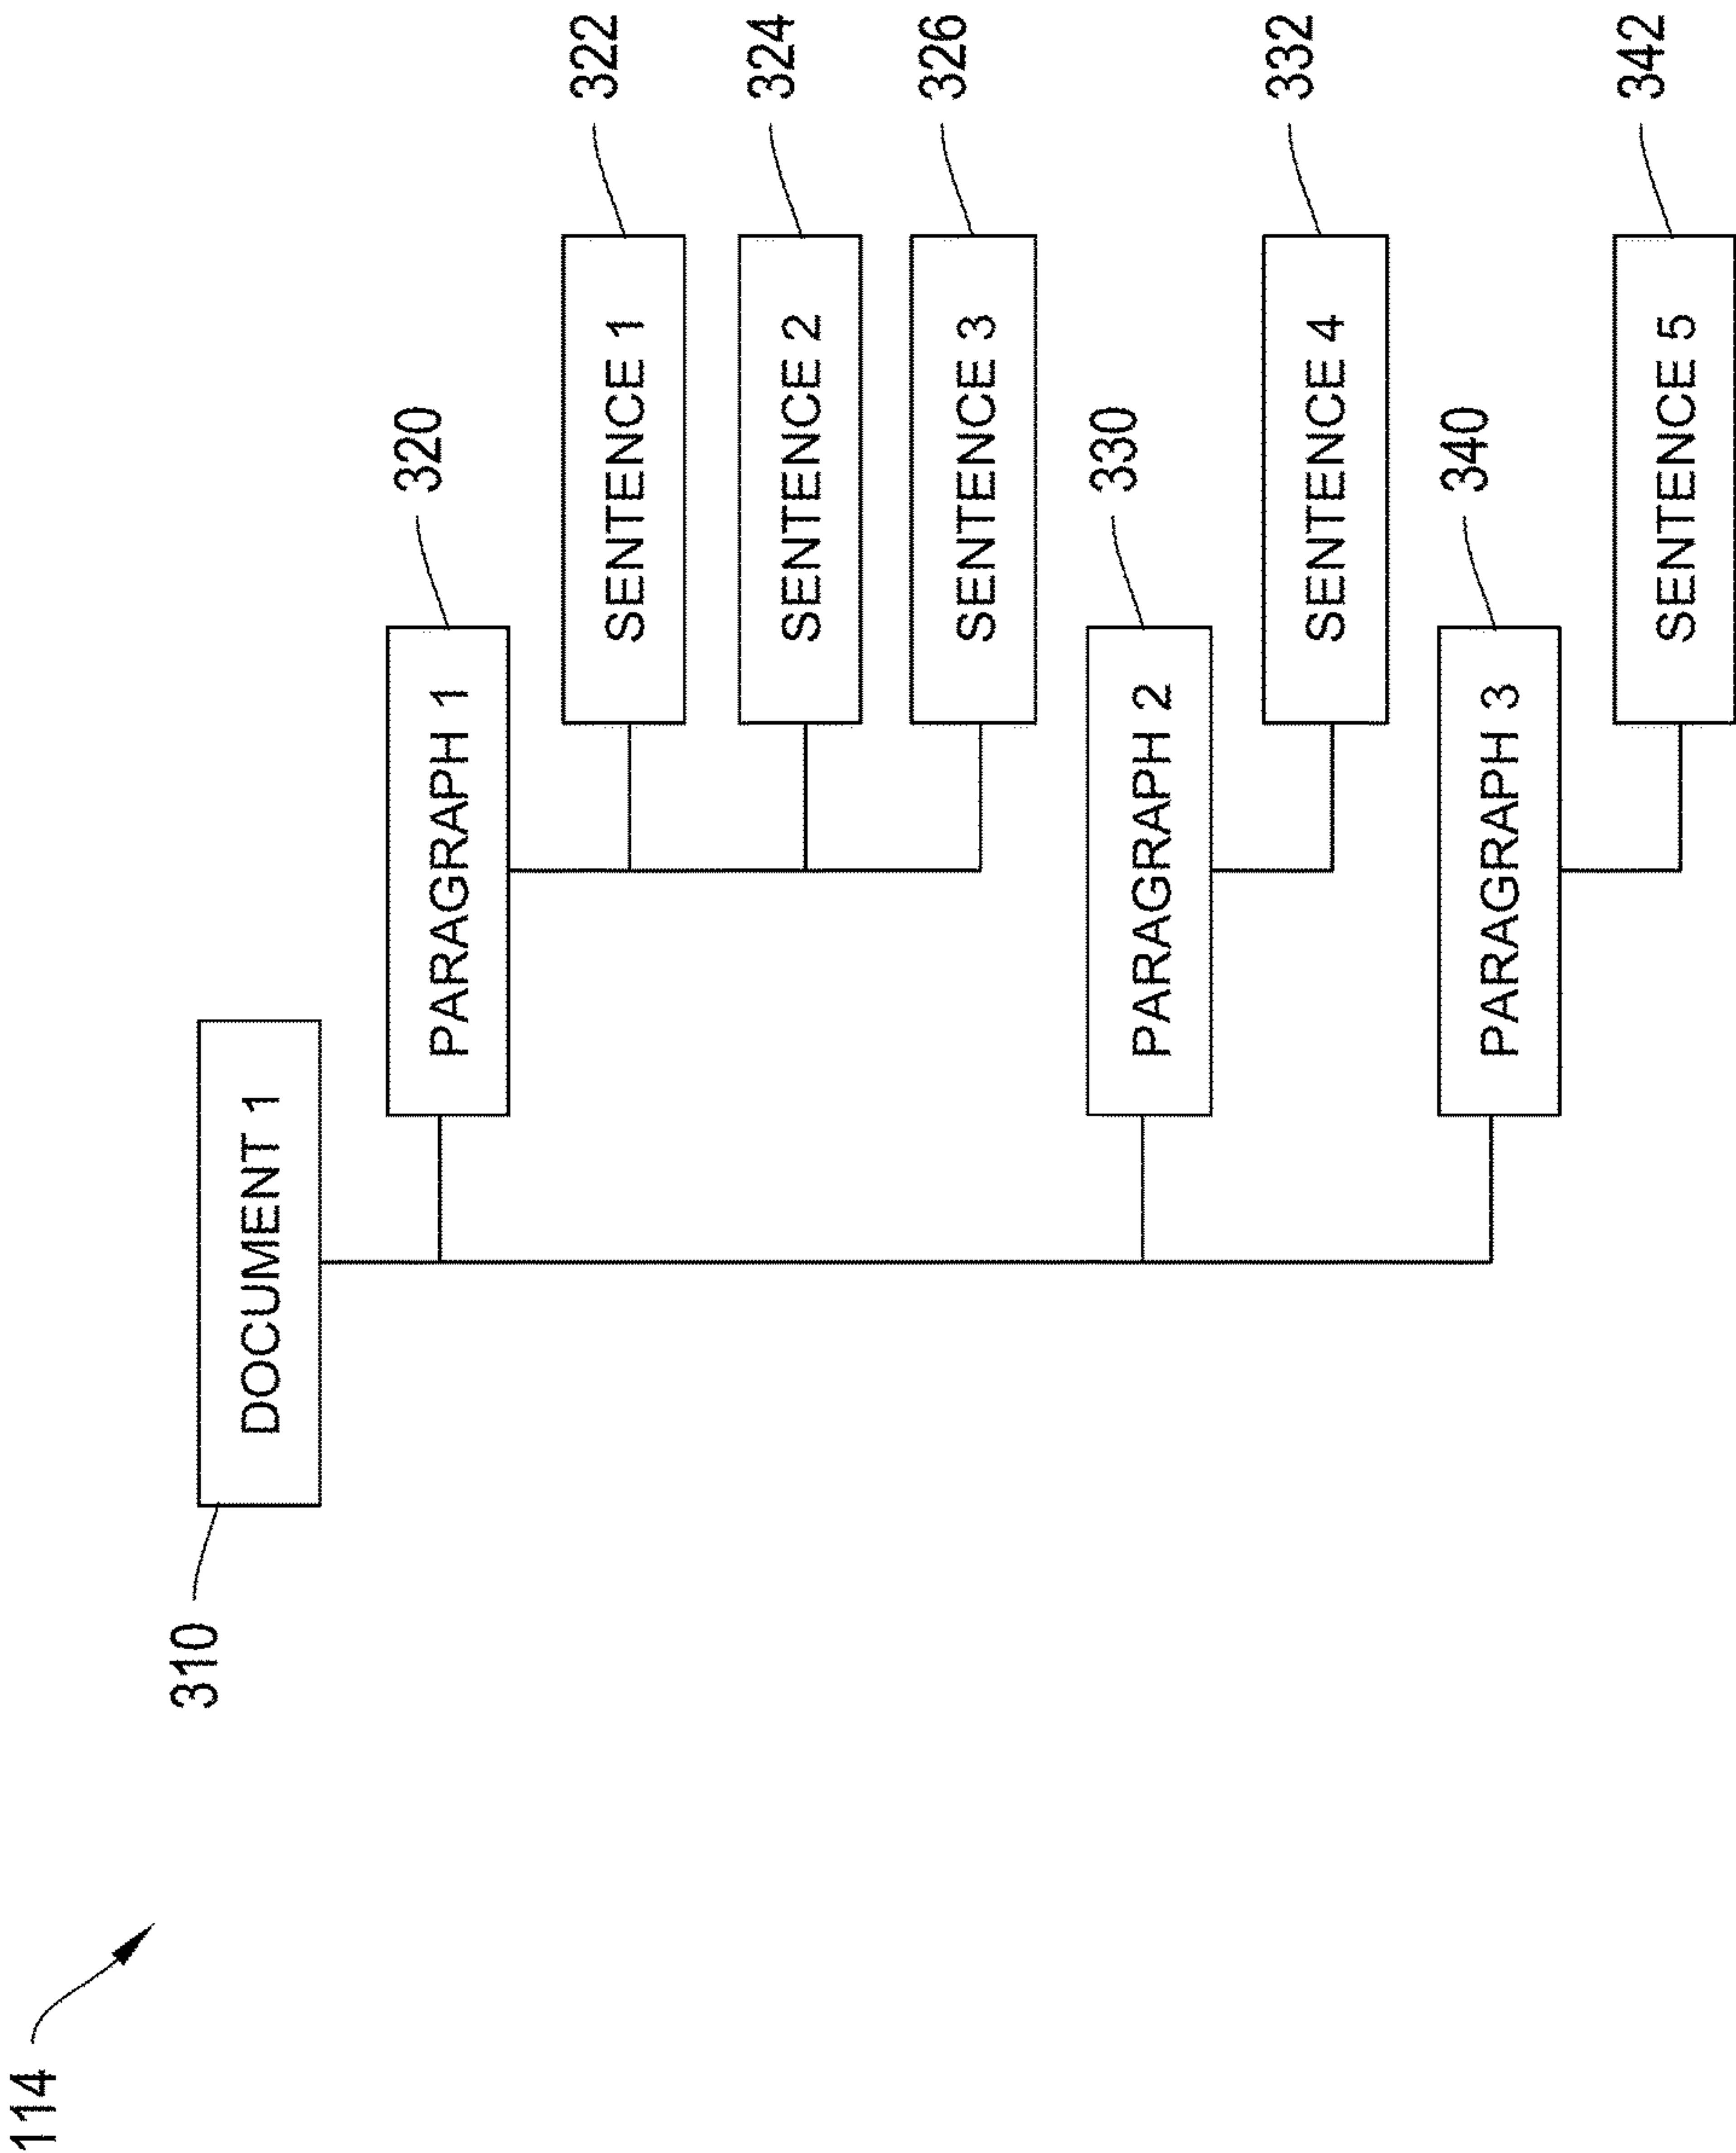 114
310
DOCUMENT 1
320
PARAGRAPH 1
322
SENTENCE 1
324
SENTENCE 2
326
SENTENCE 3
330
PARAGRAPH 2
332
SENTENCE 4
340
PARAGRAPH 3
342
SENTENCE 5